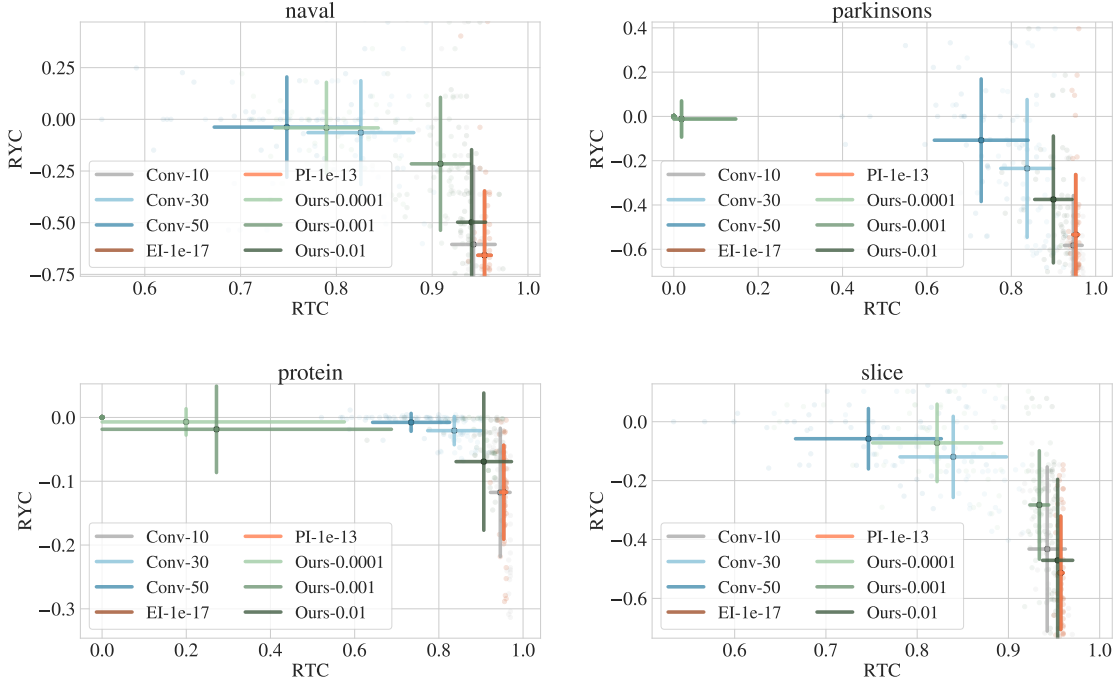 naval
0.25
0.00
−0.25
−0.50
−0.75
RYC
Conv-10
Conv-30
Conv-50
EI-1e-17
PI-1e-13
Ours-0.0001
Ours-0.001
Ours-0.01
0.6 0.7 0.8 0.9 1.0
RTC
parkinsons
0.4
0.2
0.0
−0.2
−0.4
−0.6
RYC
Conv-10
Conv-30
Conv-50
EI-1e-17
PI-1e-13
Ours-0.0001
Ours-0.001
Ours-0.01
0.0 0.2 0.4 0.6 0.8 1.0
RTC
protein
0.0
−0.1
−0.2
−0.3
RYC
Conv-10
Conv-30
Conv-50
EI-1e-17
PI-1e-13
Ours-0.0001
Ours-0.001
Ours-0.01
0.0 0.2 0.4 0.6 0.8 1.0
RTC
slice
0.0
−0.2
−0.4
−0.6
RYC
Conv-10
Conv-30
Conv-50
EI-1e-17
PI-1e-13
Ours-0.0001
Ours-0.001
Ours-0.01
0.6 0.7 0.8 0.9 1.0
RTC